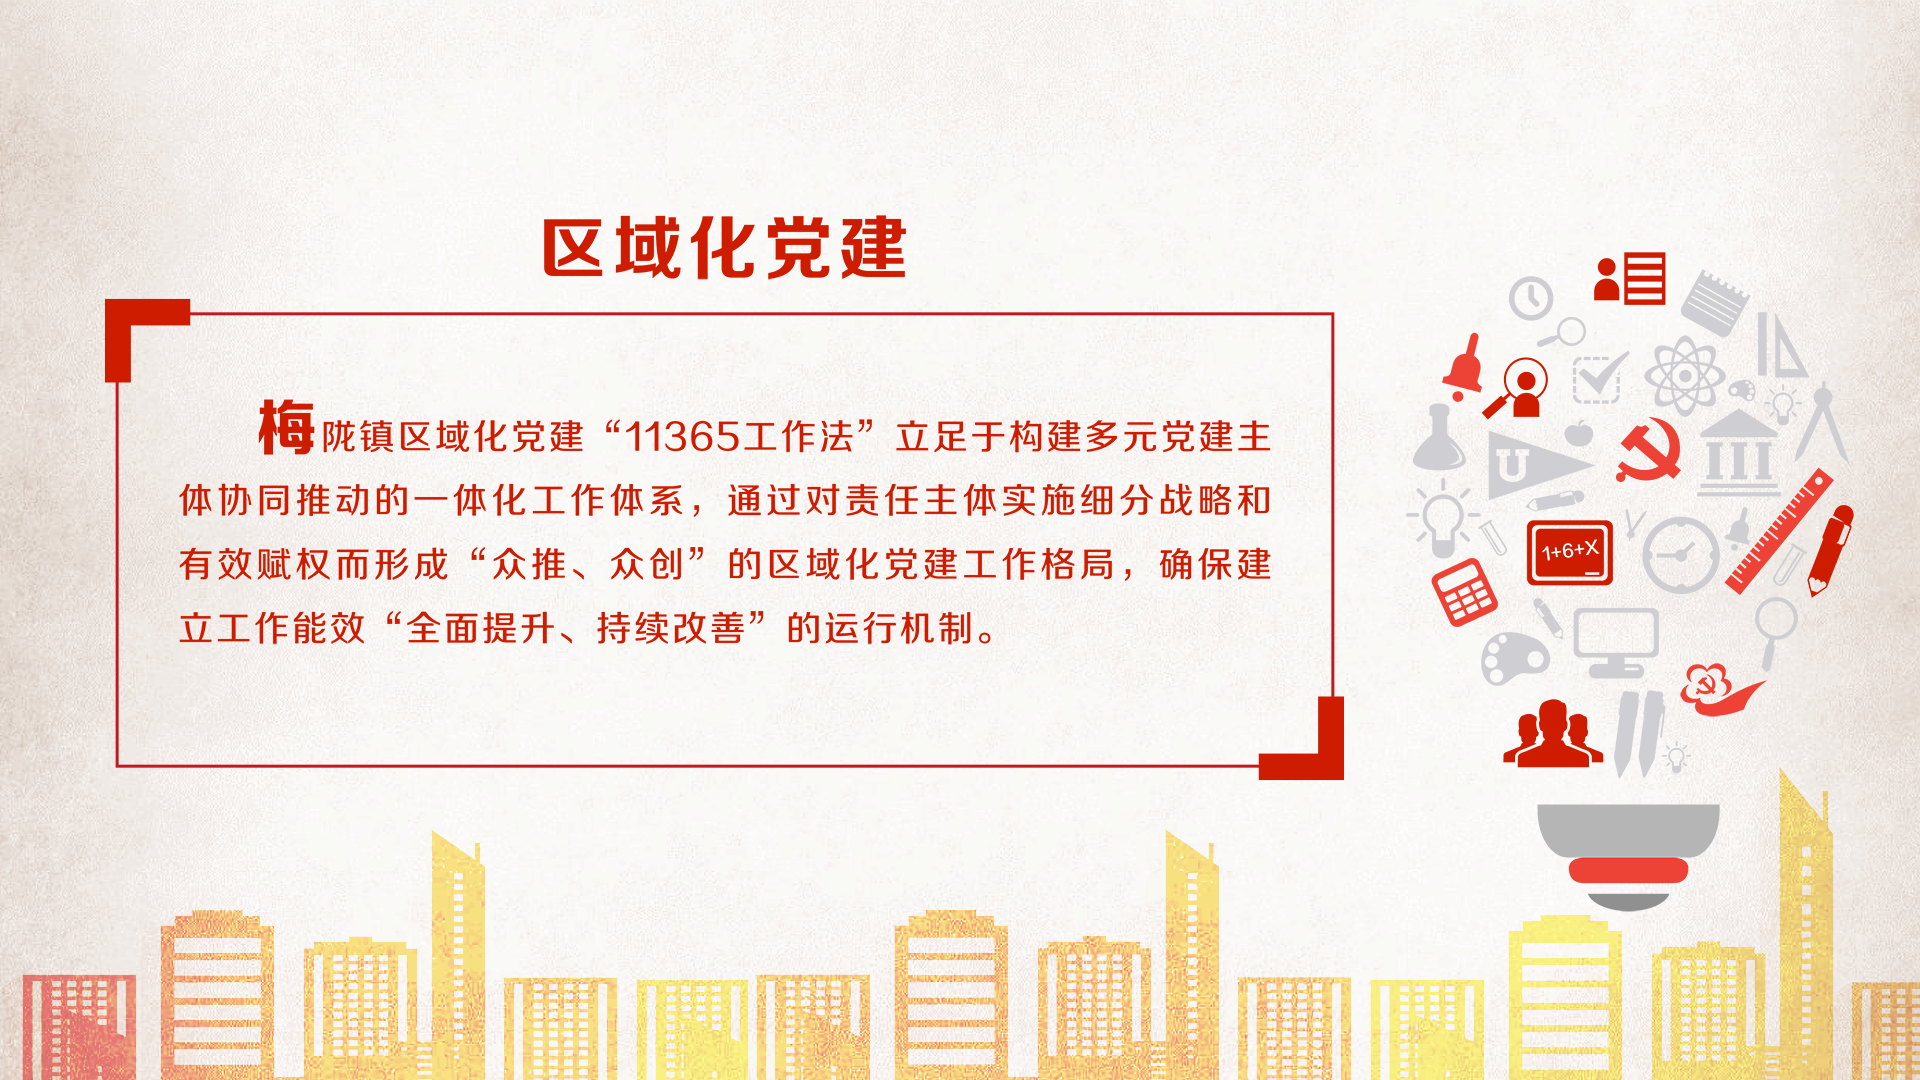 区域化党建
梅陇镇区域化党建“11365工作法”立足于构建多元党建主
体协同推动的一体化工作体系，通过对责任主体实施细分战略和
有效赋权而形成“众推、众创”的区域化党建工作格局，确保建
立工作能效“全面提升、持续改善”的运行机制。
U
1+6+X